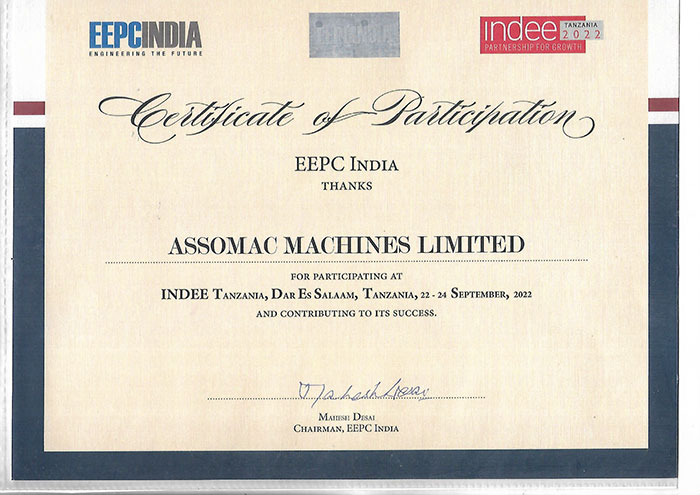 EEPCINDIA
ENGINEERING THE FUTURE
indee
TANZANIA
2022
PARTNERSHIP FOR GROWTH
Certificate of Participation
EEPC INDIA
THANKS
ASSOMAC MACHINES LIMITED
FOR PARTICIPATING AT
INDEE TANZANIA, DAR ES SALAAM, TANZANIA, 22 - 24 SEPTEMBER, 2022
AND CONTRIBUTING TO ITS SUCCESS.
Mahesh Desai
MAHESH DESAI
CHAIRMAN, EEPC INDIA